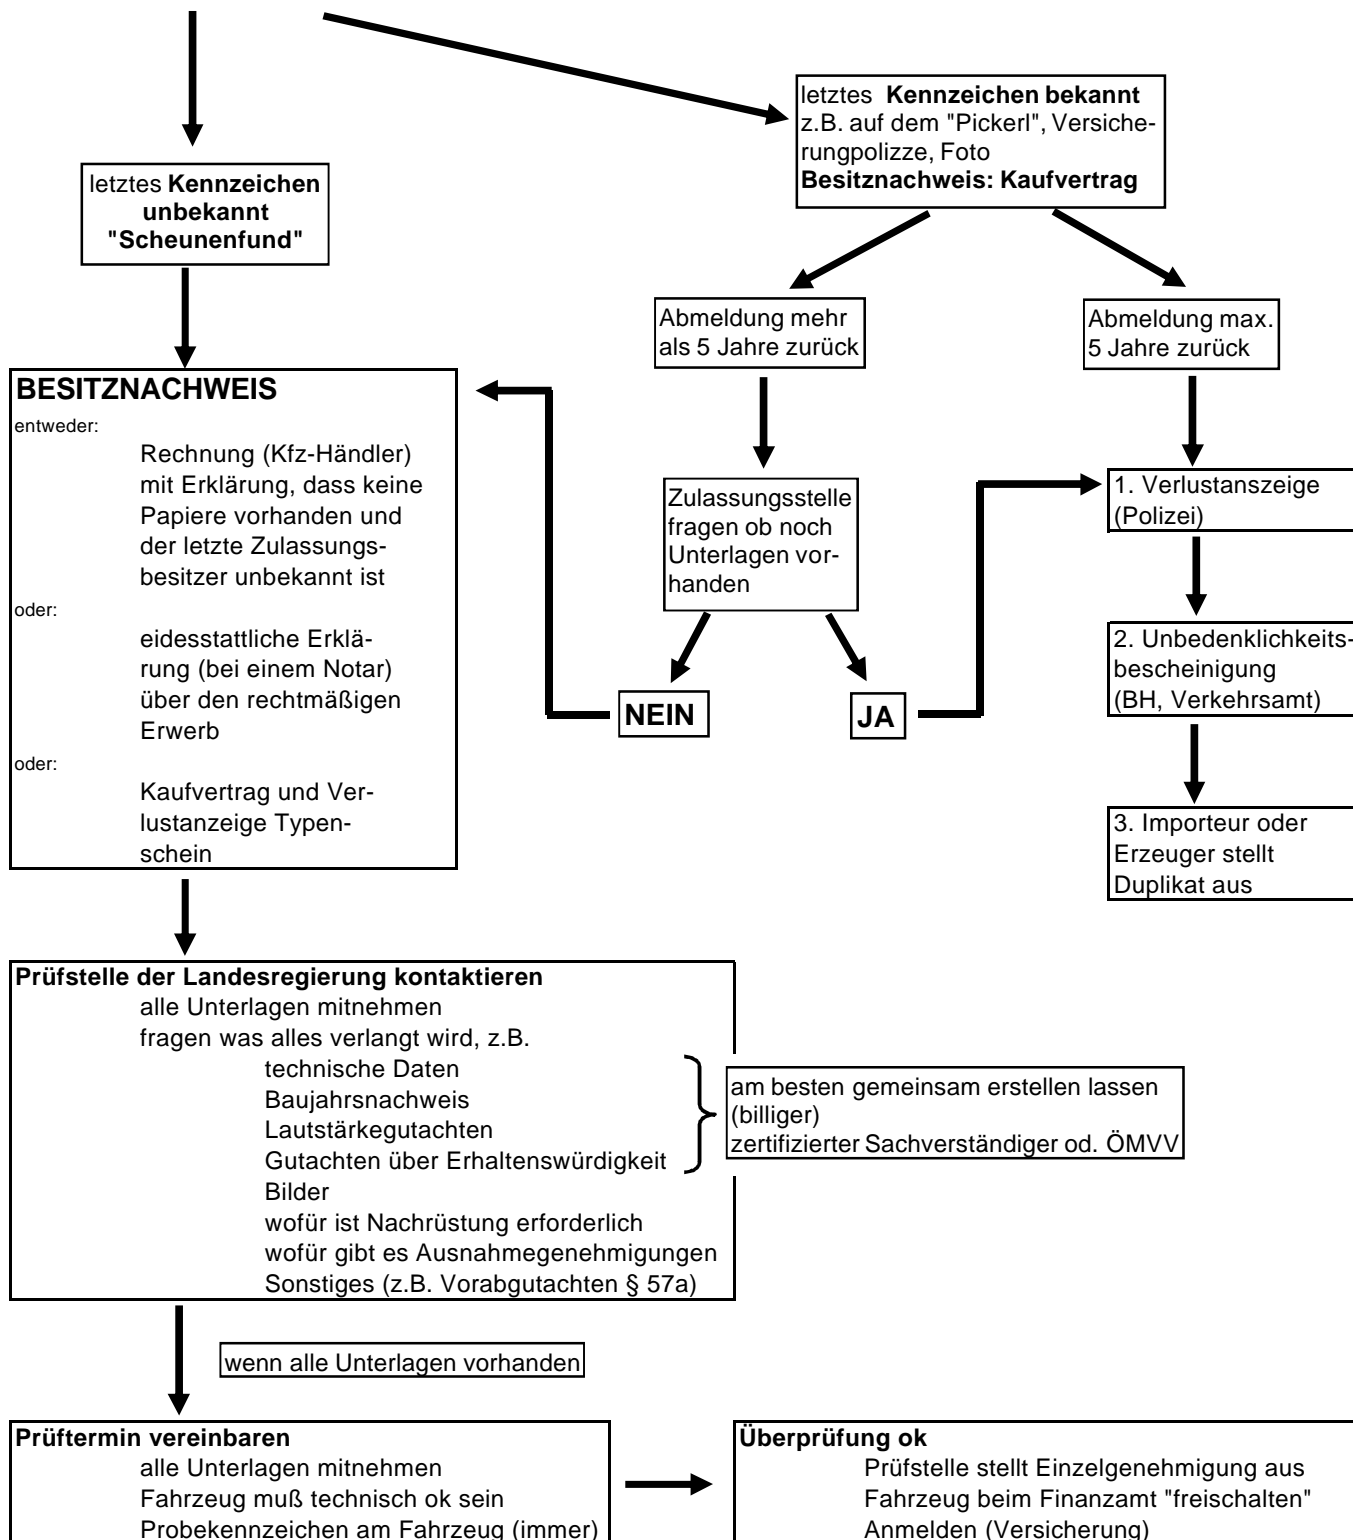 letztes Kennzeichen bekannt
z.B. auf dem "Pickerl", Versiche-
rungpolizze, Foto
Besitznachweis: Kaufvertrag
letztes Kennzeichen
unbekannt
"Scheunenfund"
Abmeldung mehr
als 5 Jahre zurück
Abmeldung max.
5 Jahre zurück
BESITZNACHWEIS
entweder:
Rechnung (Kfz-Händler)
mit Erklärung, dass keine
Papiere vorhanden und
der letzte Zulassungs-
besitzer unbekannt ist
oder:
eidesstattliche Erklä-
rung (bei einem Notar)
über den rechtmäßigen
Erwerb
oder:
Kaufvertrag und Ver-
lustanzeige Typen-
schein
Zulassungsstelle
fragen ob noch
Unterlagen vor-
handen
NEIN
JA
1. Verlustanszeige
(Polizei)
2. Unbedenklichkeits-
bescheinigung
(BH, Verkehrsamt)
3. Importeur oder
Erzeuger stellt
Duplikat aus
Prüfstelle der Landesregierung kontaktieren
alle Unterlagen mitnehmen
fragen was alles verlangt wird, z.B.
technische Daten
Baujahrsnachweis
Lautstärkegutachten
Gutachten über Erhaltenswürdigkeit
Bilder
wofür ist Nachrüstung erforderlich
wofür gibt es Ausnahmegenehmigungen
Sonstiges (z.B. Vorabgutachten § 57a)
am besten gemeinsam erstellen lassen
(billiger)
zertifizierter Sachverständiger od. ÖMVV
wenn alle Unterlagen vorhanden
Prüftermin vereinbaren
alle Unterlagen mitnehmen
Fahrzeug muß technisch ok sein
Probekennzeichen am Fahrzeug (immer)
Überprüfung ok
Prüfstelle stellt Einzelgenehmigung aus
Fahrzeug beim Finanzamt "freischalten"
Anmelden (Versicherung)